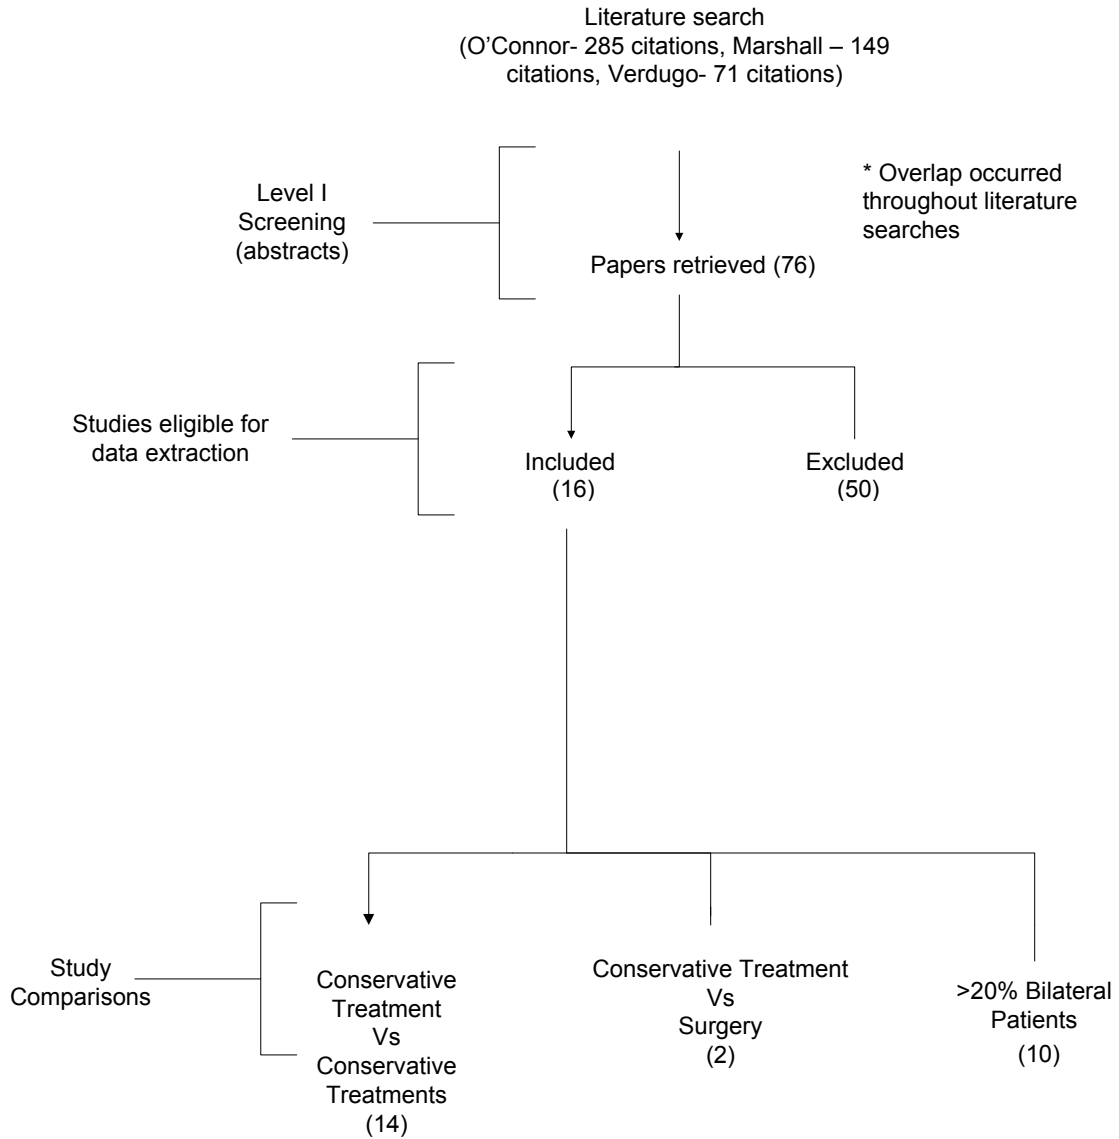 Literature search
(O’Connor- 285 citations, Marshall – 149
citations, Verdugo- 71 citations)
Level I
Screening
(abstracts)
* Overlap occurred
throughout literature
searches
Papers retrieved (76)
Studies eligible for
data extraction
Included
(16)
Excluded
(50)
Study
Comparisons
Conservative
Treatment
Vs
Conservative
Treatments
(14)
Conservative Treatment
Vs
Surgery
(2)
>20% Bilateral
Patients
(10)